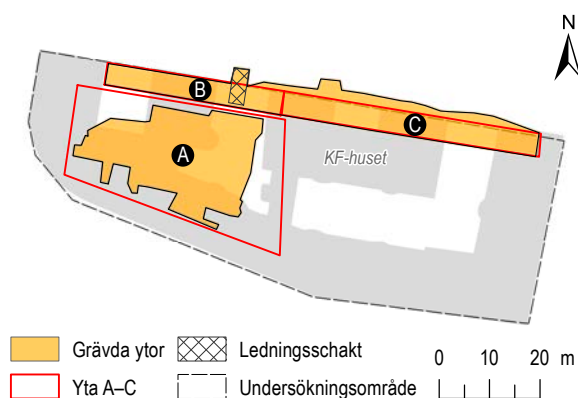 N
B
C
A
KF-huset
Grävda ytor
Ledningsschakt
0 10 20 m
Yta A–C
Undersökningsområde